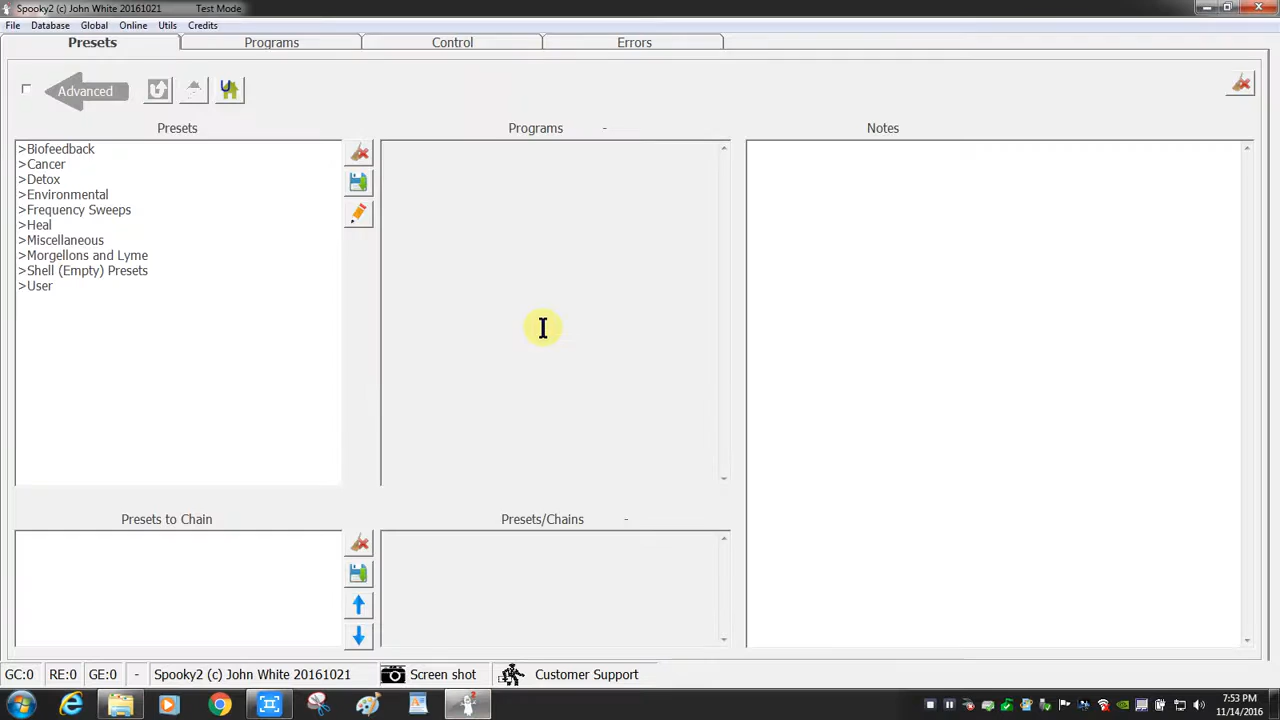 Spooky2 (c) John White 20161021 Test Mode
File Database Global Online Utils Credits
Presets Programs Control Errors
Advanced
Presets Programs - Notes
>Biofeedback
>Cancer
>Detox
>Environmental
>Frequency Sweeps
>Heal
>Miscellaneous
>Morgellons and Lyme
>Shell (Empty) Presets
>User
Presets to Chain Presets/Chains -
GC:0 RE:0 GE:0 - Spooky2 (c) John White 20161021 Screen shot Customer Support
7:53 PM
11/14/2016